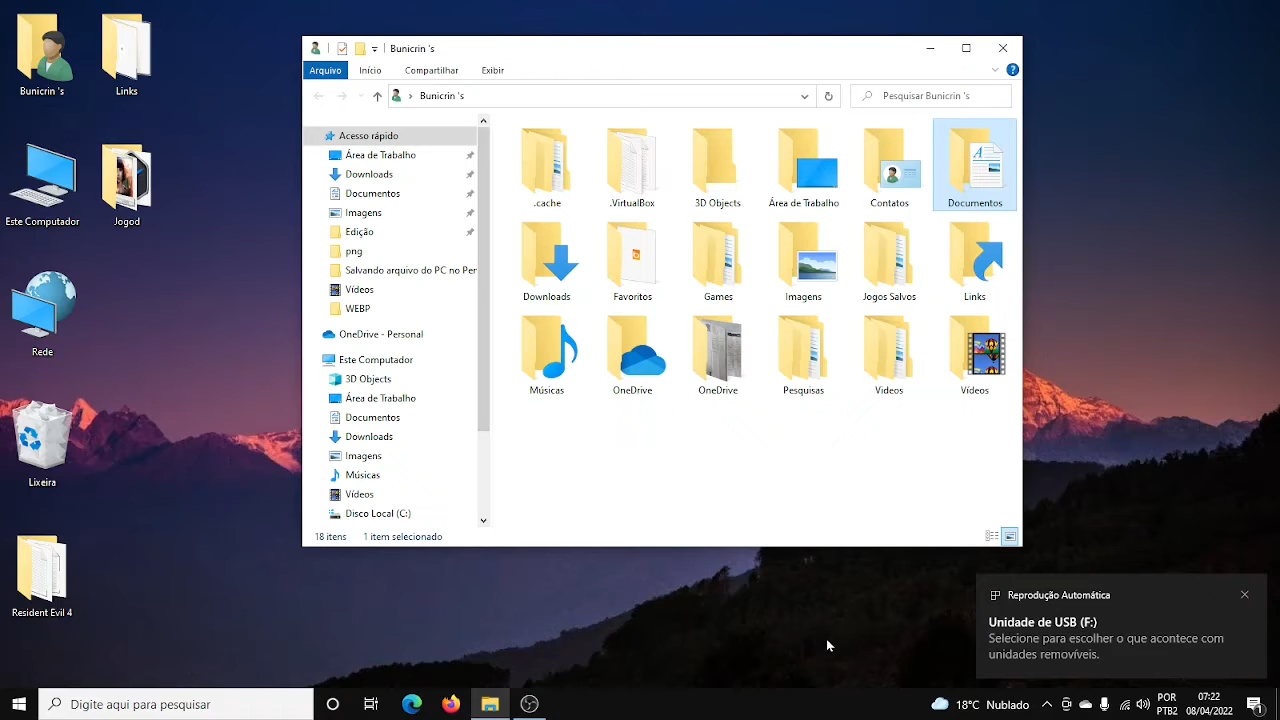 Bunicrin 's
Links
Este Computador
Jogod
Rede
Lixeira
Resident Evil 4
Bunicrin 's
Arquivo
Início
Compartilhar
Exibir
Bunicrin 's
Pesquisar Bunicrin 's
Acesso rápido
Área de Trabalho
Downloads
Documentos
Imagens
Edição
png
Salvando arquivo do PC no Per
Vídeos
WEBP
OneDrive - Personal
Este Computador
3D Objects
Área de Trabalho
Documentos
Downloads
Imagens
Músicas
Vídeos
Disco Local (C:)
.cache
.VirtualBox
3D Objects
Área de Trabalho
Contatos
Documentos
Downloads
Favoritos
Games
Imagens
Jogos Salvos
Links
Músicas
OneDrive
OneDrive
Pesquisas
Videos
Vídeos
18 itens
1 item selecionado
Reprodução Automática
Unidade de USB (F:)
Selecione para escolher o que acontece com
unidades removíveis.
Digite aqui para pesquisar
18°C Nublado
POR
PTB2
07:22
08/04/2022
1